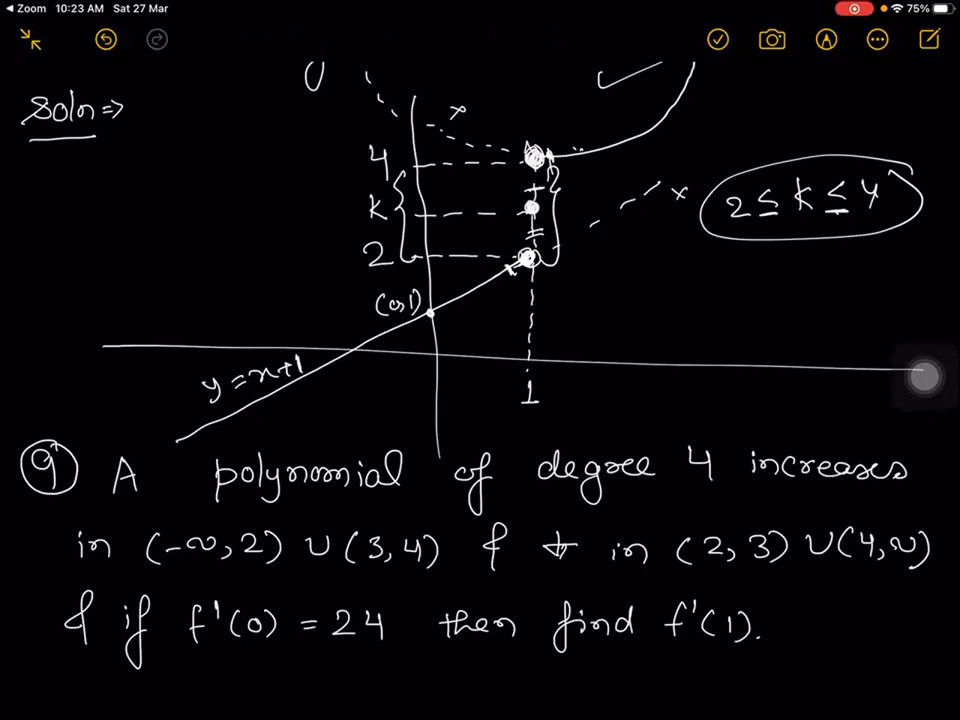 Zoom 10:23 AM Sat 27 Mar 75%
Soln ⇒
4
k
2
2 ≤ k ≤ 4
(0,1)
y = x+1
1
9 A polynomial of degree 4 increases
in (-∞, 2) ∪ (3, 4) & ↓ in (2, 3) ∪ (4, ∞)
& if f'(0) = 24 then find f'(1).